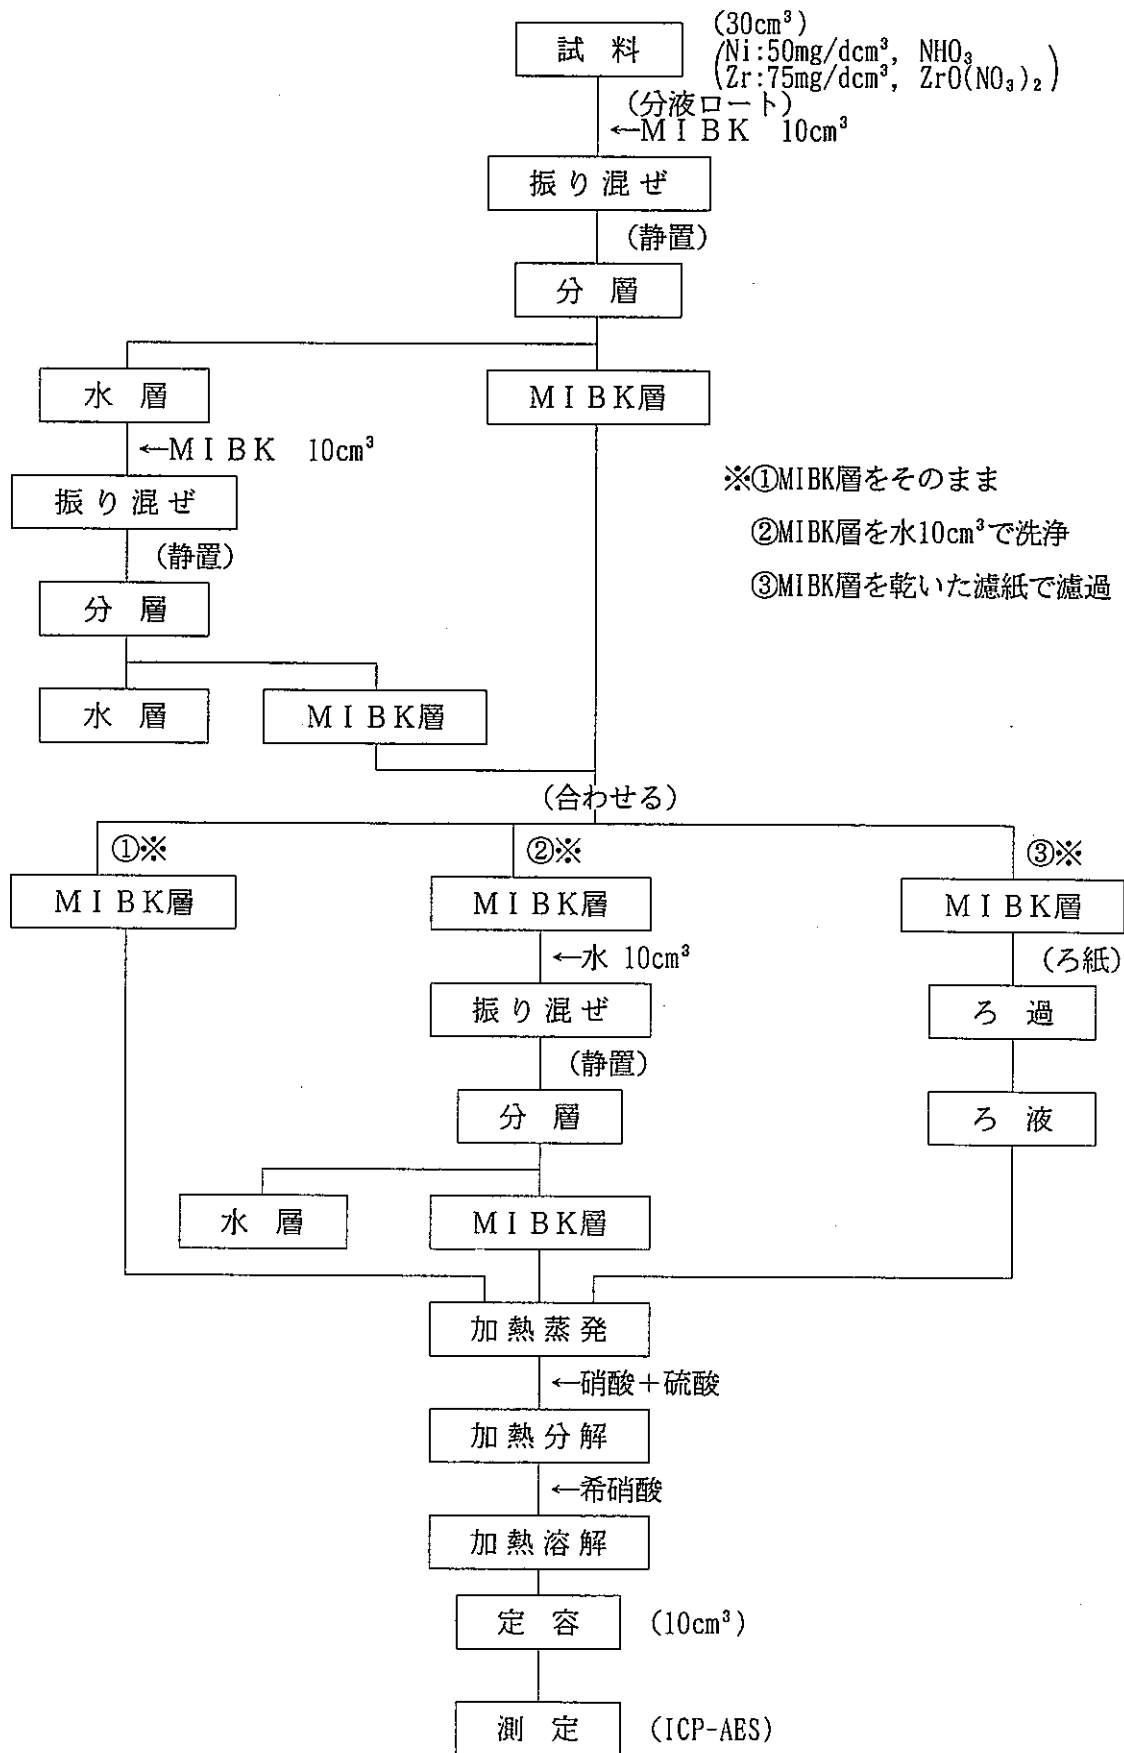 試料
(30cm³)
(Ni:50mg/dcm³, NHO₃
Zr:75mg/dcm³, ZrO(NO₃)₂)
(分液ロート)
←MIBK 10cm³
振り混ぜ
(静置)
分層
水層
MIBK層
←MIBK 10cm³
振り混ぜ
(静置)
分層
水層
MIBK層
※①MIBK層をそのまま
②MIBK層を水10cm³で洗浄
③MIBK層を乾いた濾紙で濾過
(合わせる)
①※
②※
③※
MIBK層
MIBK層
MIBK層
←水 10cm³
(ろ紙)
振り混ぜ
ろ過
(静置)
分層
ろ液
水層
MIBK層
加熱蒸発
←硝酸+硫酸
加熱分解
←希硝酸
加熱溶解
定容
(10cm³)
測定
(ICP-AES)